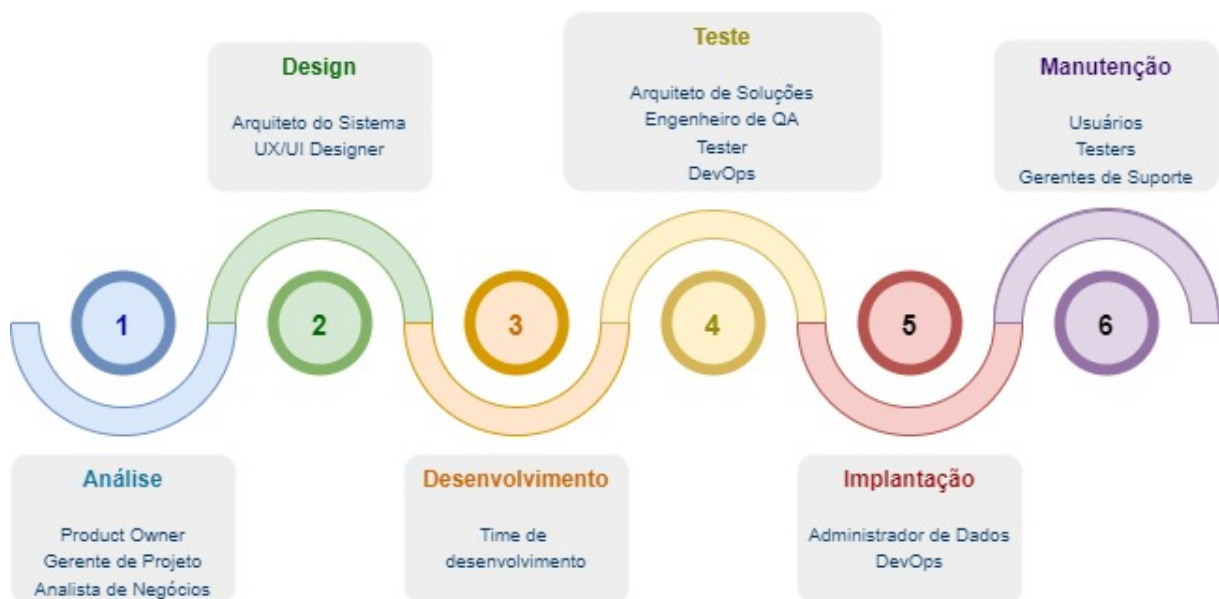 Teste
Design
Manutenção
Arquiteto de Soluções
Engenheiro de QA
Tester
DevOps
Arquiteto do Sistema
UX/UI Designer
Usuários
Testers
Gerentes de Suporte
1
2
3
4
5
6
Análise
Product Owner
Gerente de Projeto
Analista de Negócios
Desenvolvimento
Time de
desenvolvimento
Implantação
Administrador de Dados
DevOps